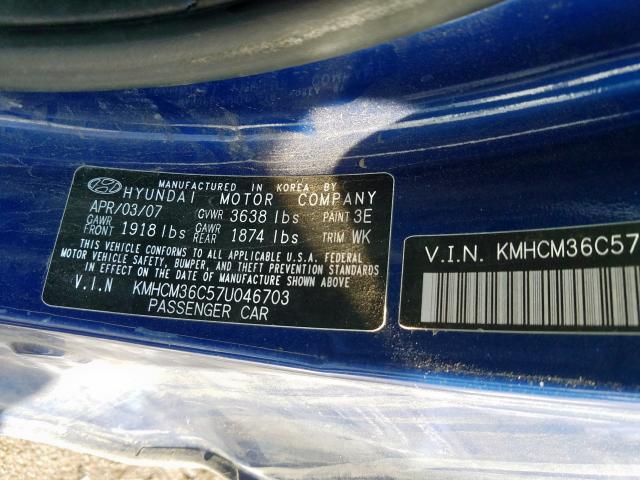 MANUFACTURED IN KOREA BY
HYUNDAI MOTOR COMPANY
APR/03/07 GVWR 3638 lbs PAINT 3E
GAWR FRONT 1918 lbs GAWR REAR 1874 lbs TRIM WK
THIS VEHICLE CONFORMS TO ALL APPLICABLE U.S.A. FEDERAL
MOTOR VEHICLE SAFETY, BUMPER, AND THEFT PREVENTION STANDARDS
IN EFFECT ON THE DATE OF MANUFACTURE SHOWN ABOVE
V.I.N KMHCM36C57U046703
PASSENGER CAR
V.I.N. KMHCM36C57